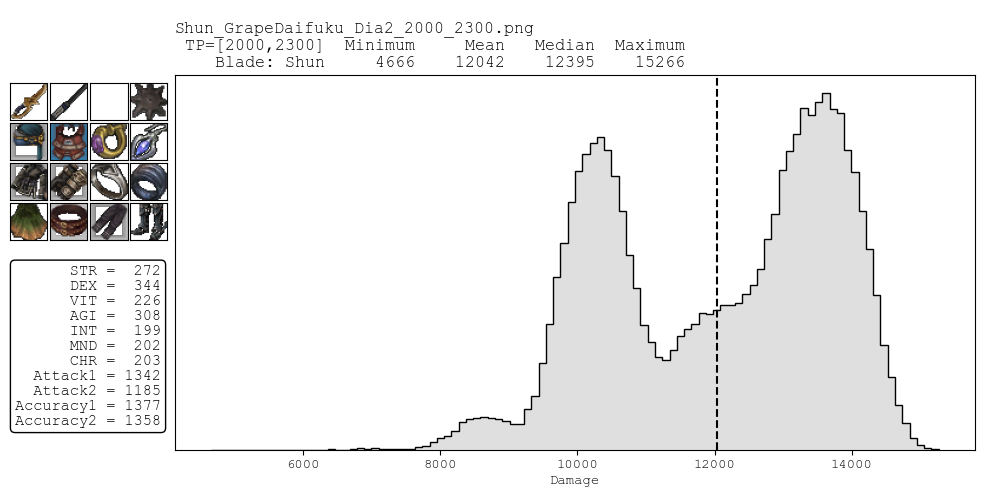 Shun_GrapeDaifuku_Dia2_2000_2300.png
TP=[2000,2300] Minimum Mean Median Maximum
Blade: Shun 4666 12042 12395 15266
STR = 272
DEX = 344
VIT = 226
AGI = 308
INT = 199
MND = 202
CHR = 203
Attack1 = 1342
Attack2 = 1185
Accuracy1 = 1377
Accuracy2 = 1358
6000 8000 10000 12000 14000
Damage